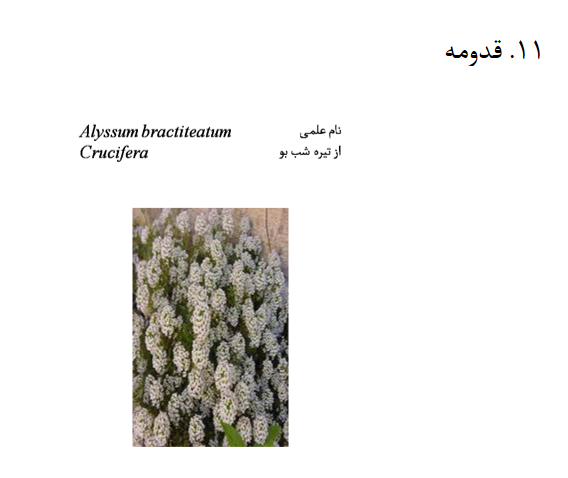 ۱۱. قدومه
نام علمی Alyssum bractiteatum
از تیره شب بو Crucifera